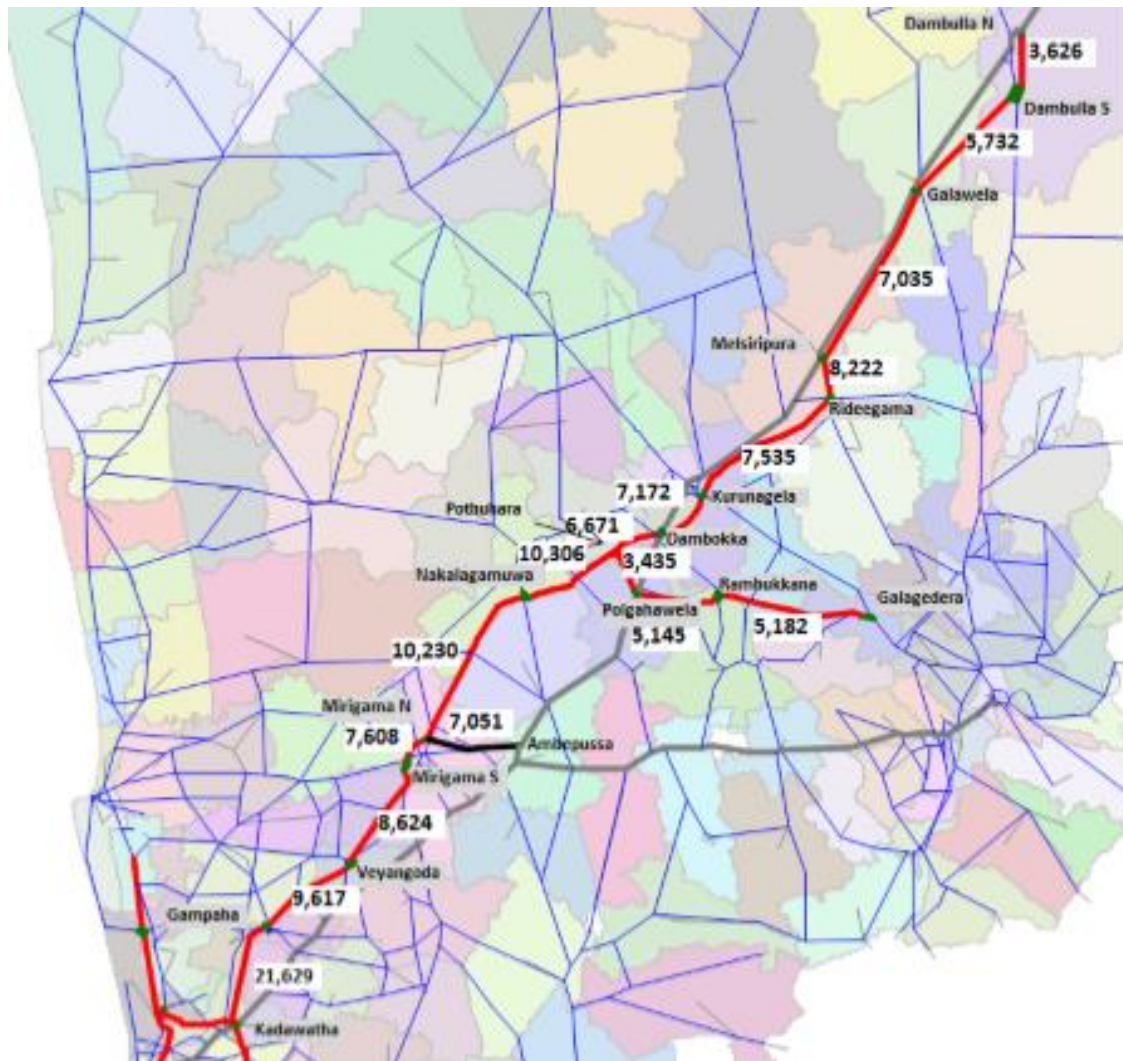 Dambulla N
3,626
Dambulla S
5,732
Galawela
7,035
Melsiripura
8,222
Rideegama
7,535
7,172
Kurunagela
Pothuhara
6,671
Dambokka
10,306
3,435
Nakalagamuwa
Rambukkana
Galagedera
Polgahawela
5,145
5,182
10,230
Mirigama N
7,051
7,608
Ambepussa
Mirigama S
8,624
Veyangoda
9,617
Gampaha
21,629
Kadawatha